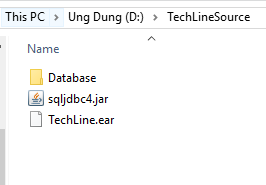 This PC > Ung Dung (D:) > TechLineSource
Name
Database
sqljdbc4.jar
TechLine.ear